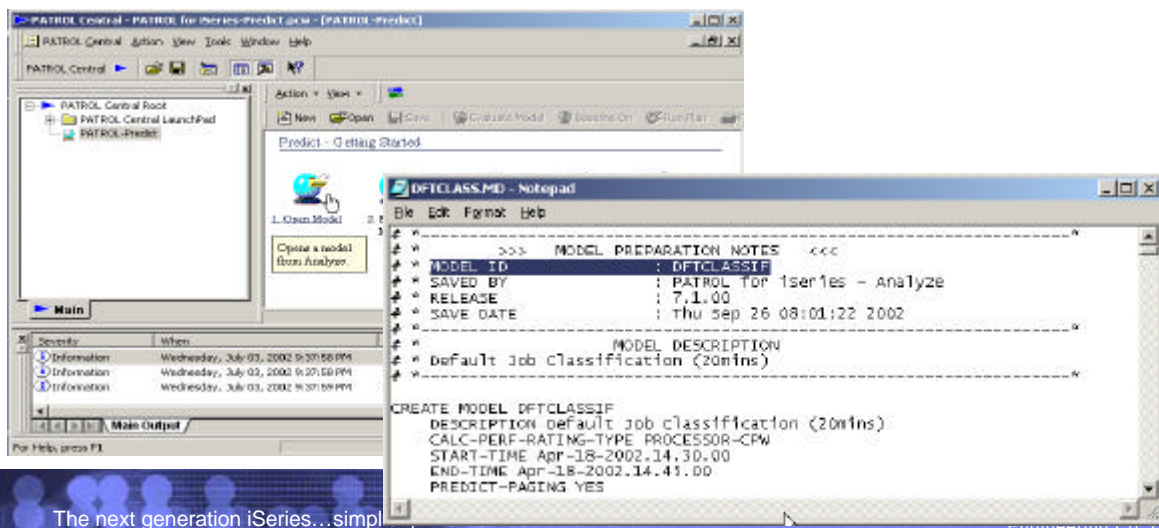 PATROL Central - PATROL for iSeries-Predict.pcw - [PATROL-Predict]
PATROL Central Action View Tools Window Help
PATROL Central
Action View
PATROL Central Root
PATROL Central LaunchPad
PATROL-Predict
New Open Save Evaluate Model
Predict - Getting Started
1. Open Model 2.
Opens a model
from Analyze.
Main
Severity When
Information Wednesday, July 03, 2002 9:37:58 PM
Information Wednesday, July 03, 2002 9:37:58 PM
Information Wednesday, July 03, 2002 9:37:59 PM
Main Output
For Help, press F1
DFTCLASS.MD - Notepad
File Edit Format Help
# *------------------------------------------------------------*
# * >>> MODEL PREPARATION NOTES <<<
# * MODEL ID : DFTCLASSIF
# * SAVED BY : PATROL for iSeries - Analyze
# * RELEASE : 7.1.00
# * SAVE DATE : Thu Sep 26 08:01:22 2002
# *------------------------------------------------------------*
# * MODEL DESCRIPTION
# * Default Job Classification (20mins)
# *------------------------------------------------------------*
CREATE MODEL DFTCLASSIF
DESCRIPTION Default Job Classification (20mins)
CALC-PERF-RATING-TYPE PROCESSOR-CPW
START-TIME Apr-18-2002.14.30.00
END-TIME Apr-18-2002.14.45.00
PREDICT-PAGING YES
The next generation iSeries…simpl